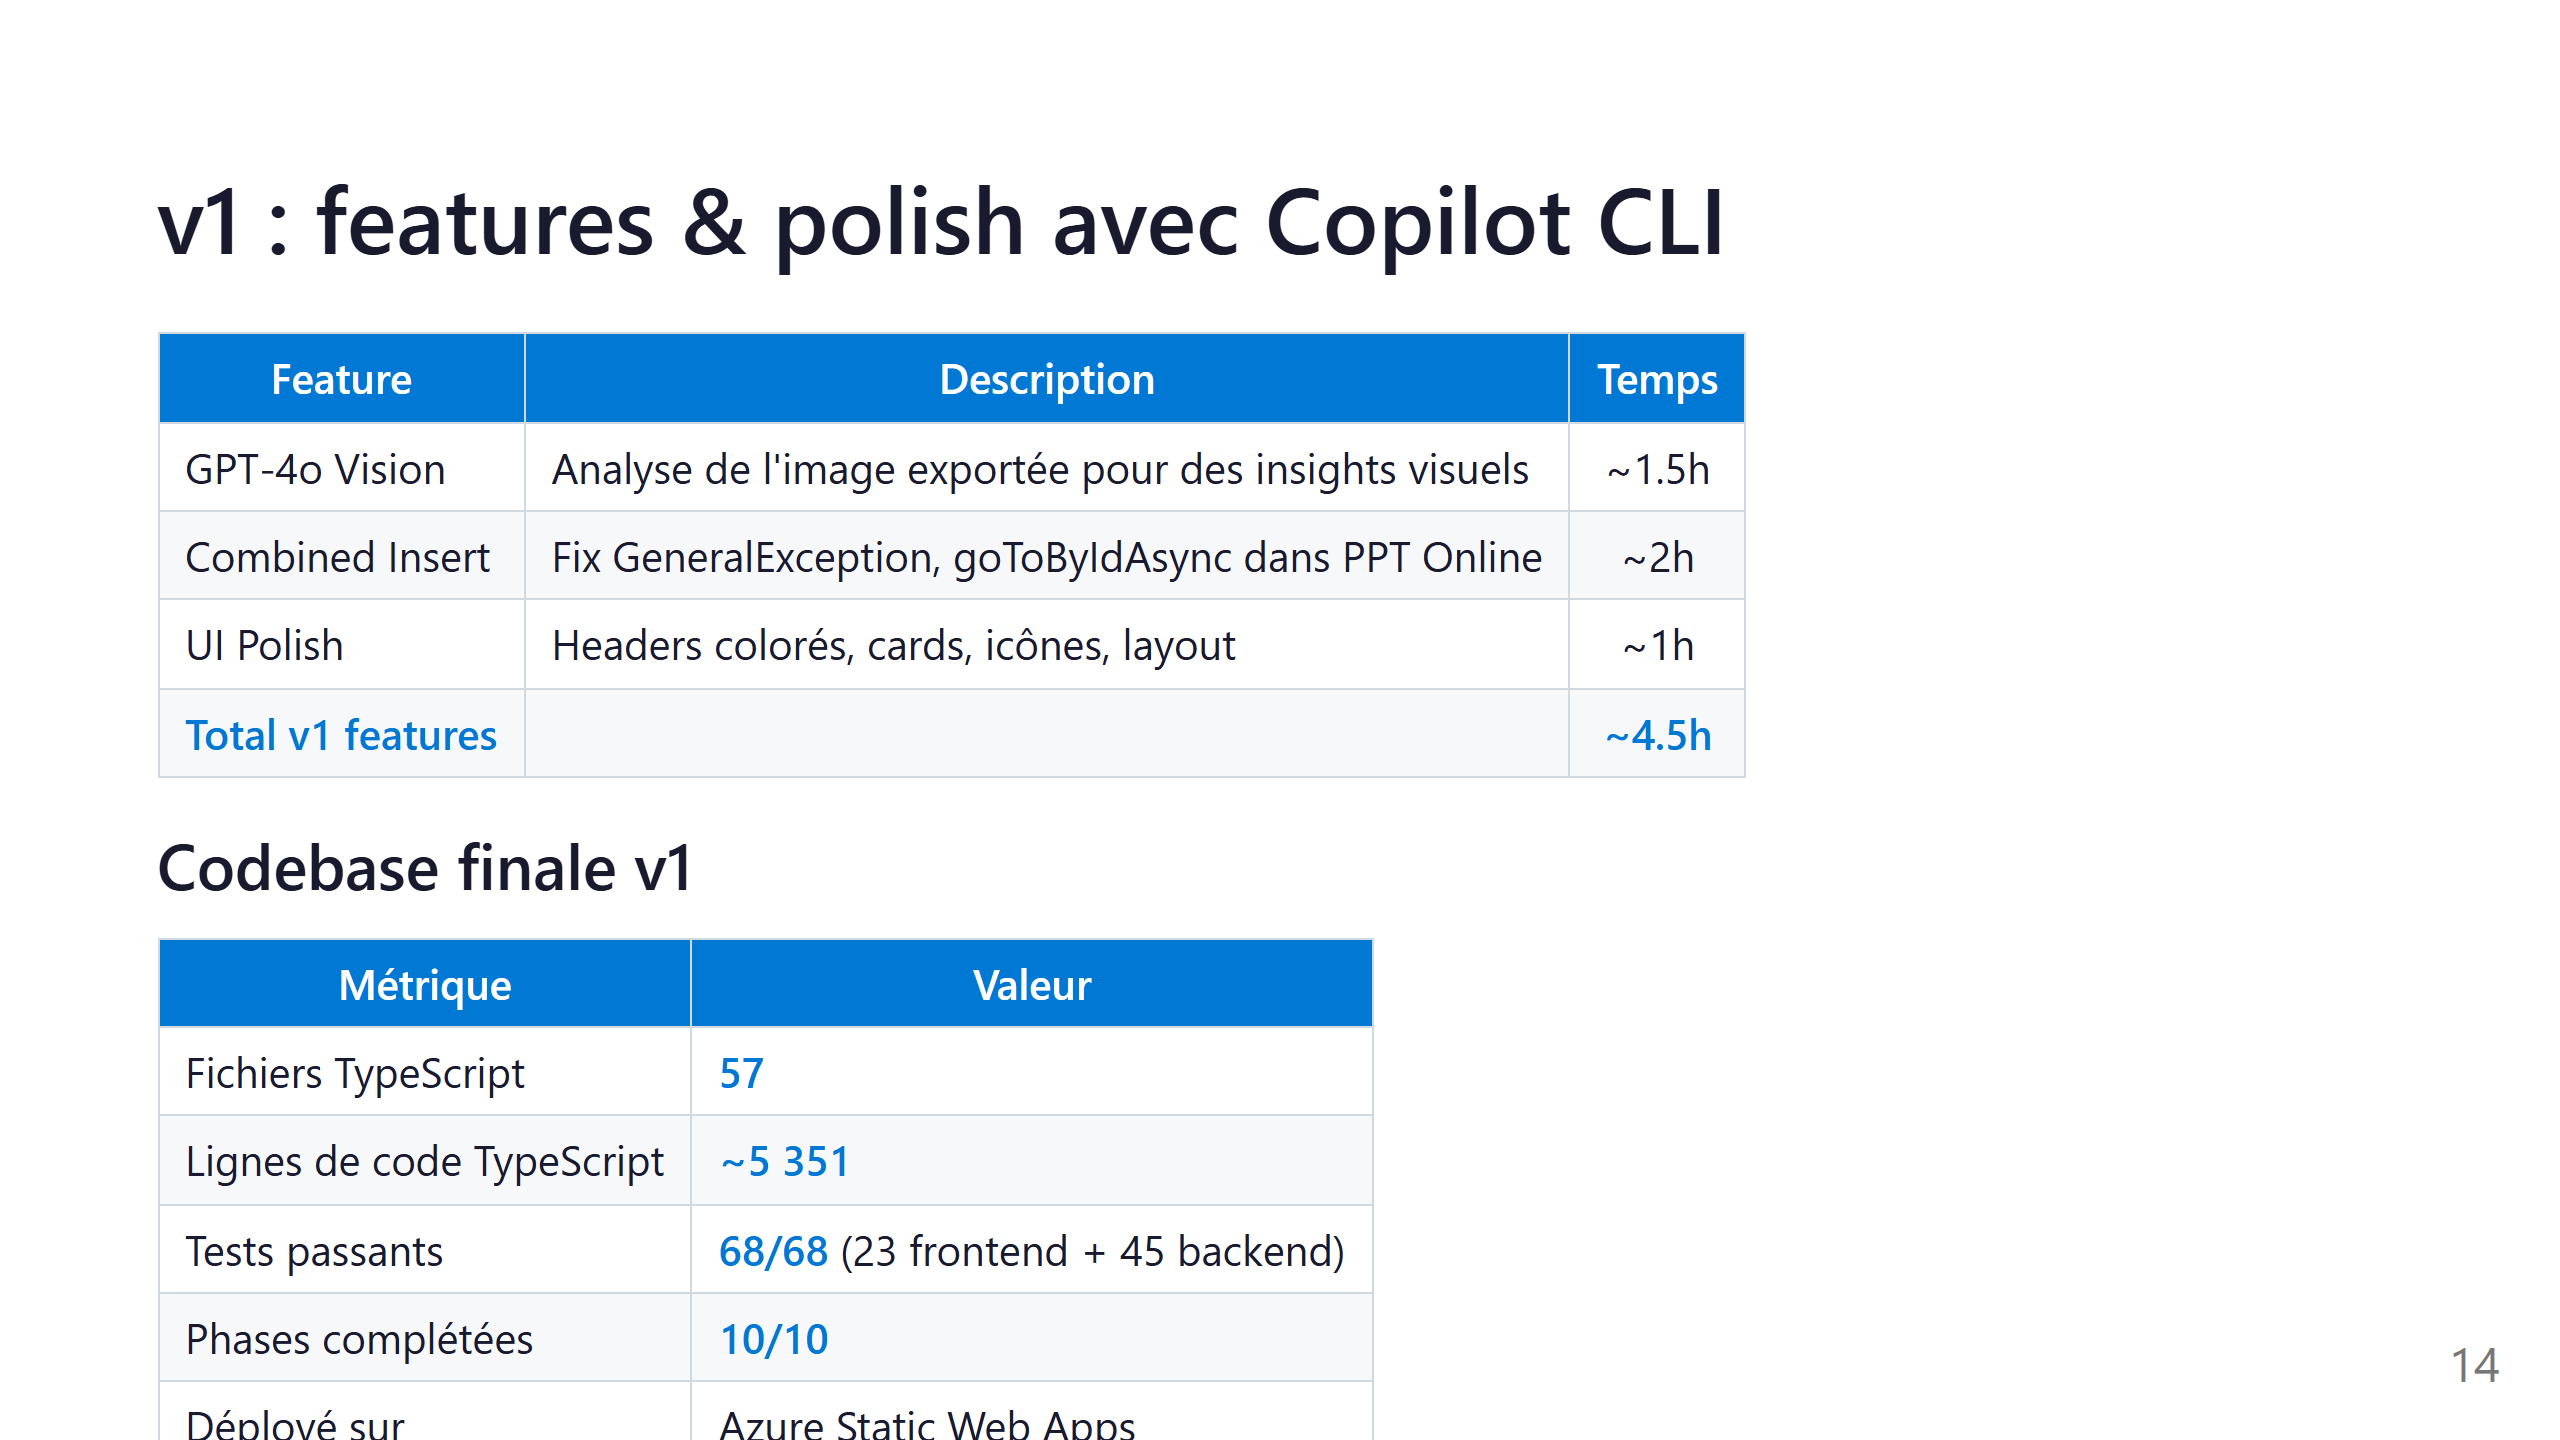 v1 : features & polish avec Copilot CLI
Feature Description Temps
GPT-4o Vision Analyse de l'image exportée pour des insights visuels ~1.5h
Combined Insert Fix GeneralException, goToByIdAsync dans PPT Online ~2h
UI Polish Headers colorés, cards, icônes, layout ~1h
Total v1 features ~4.5h
Codebase finale v1
Métrique Valeur
Fichiers TypeScript 57
Lignes de code TypeScript ~5 351
Tests passants 68/68 (23 frontend + 45 backend)
Phases complétées 10/10
Déployé sur Azure Static Web Apps
14